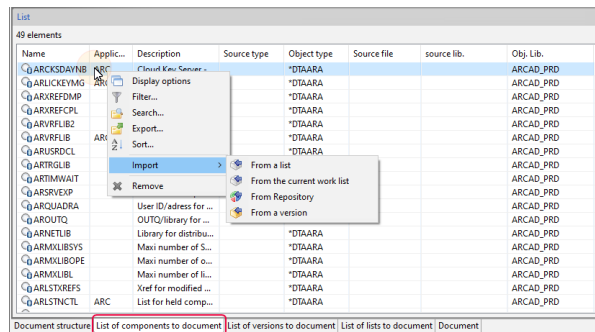 List
49 elements
Name Applic... Description Source type Object type Source file source lib. Obj. Lib.
ARCKSDAYNB ARC Cloud Key Server - *DTAARA ARCAD_PRD
ARLICKEYMG Display options *DTAARA ARCAD_PRD
ARXREFDMP Filter... *DTAARA ARCAD_PRD
ARXREFCPL Search... *DTAARA ARCAD_PRD
ARVRFLIB2 Export... *DTAARA ARCAD_PRD
ARVRFLIB Sort... *DTAARA ARCAD_PRD
ARUSRDCL *DTAARA ARCAD_PRD
ARTRGLIB Import From a list ARCAD_PRD
ARTIMWAIT From the current work list ARCAD_PRD
ARSRVEXP Remove From Repository ARCAD_PRD
ARQUADRA User ID/adress for ... From a version ARCAD_PRD
AROUTQ OUTQ/library for ... ARCAD_PRD
ARNETLIB Library for distribu... *DTAARA ARCAD_PRD
ARMXLIBSYS Maxi number of S... *DTAARA ARCAD_PRD
ARMXLIBOPE Maxi number of o... *DTAARA ARCAD_PRD
ARMXLIBL Maxi number of li... *DTAARA ARCAD_PRD
ARLSTXREFS Xref for modified ... *DTAARA ARCAD_PRD
ARLSTNCTL ARC List for held comp... *DTAARA ARCAD_PRD
Document structure List of components to document List of versions to document List of lists to document Document